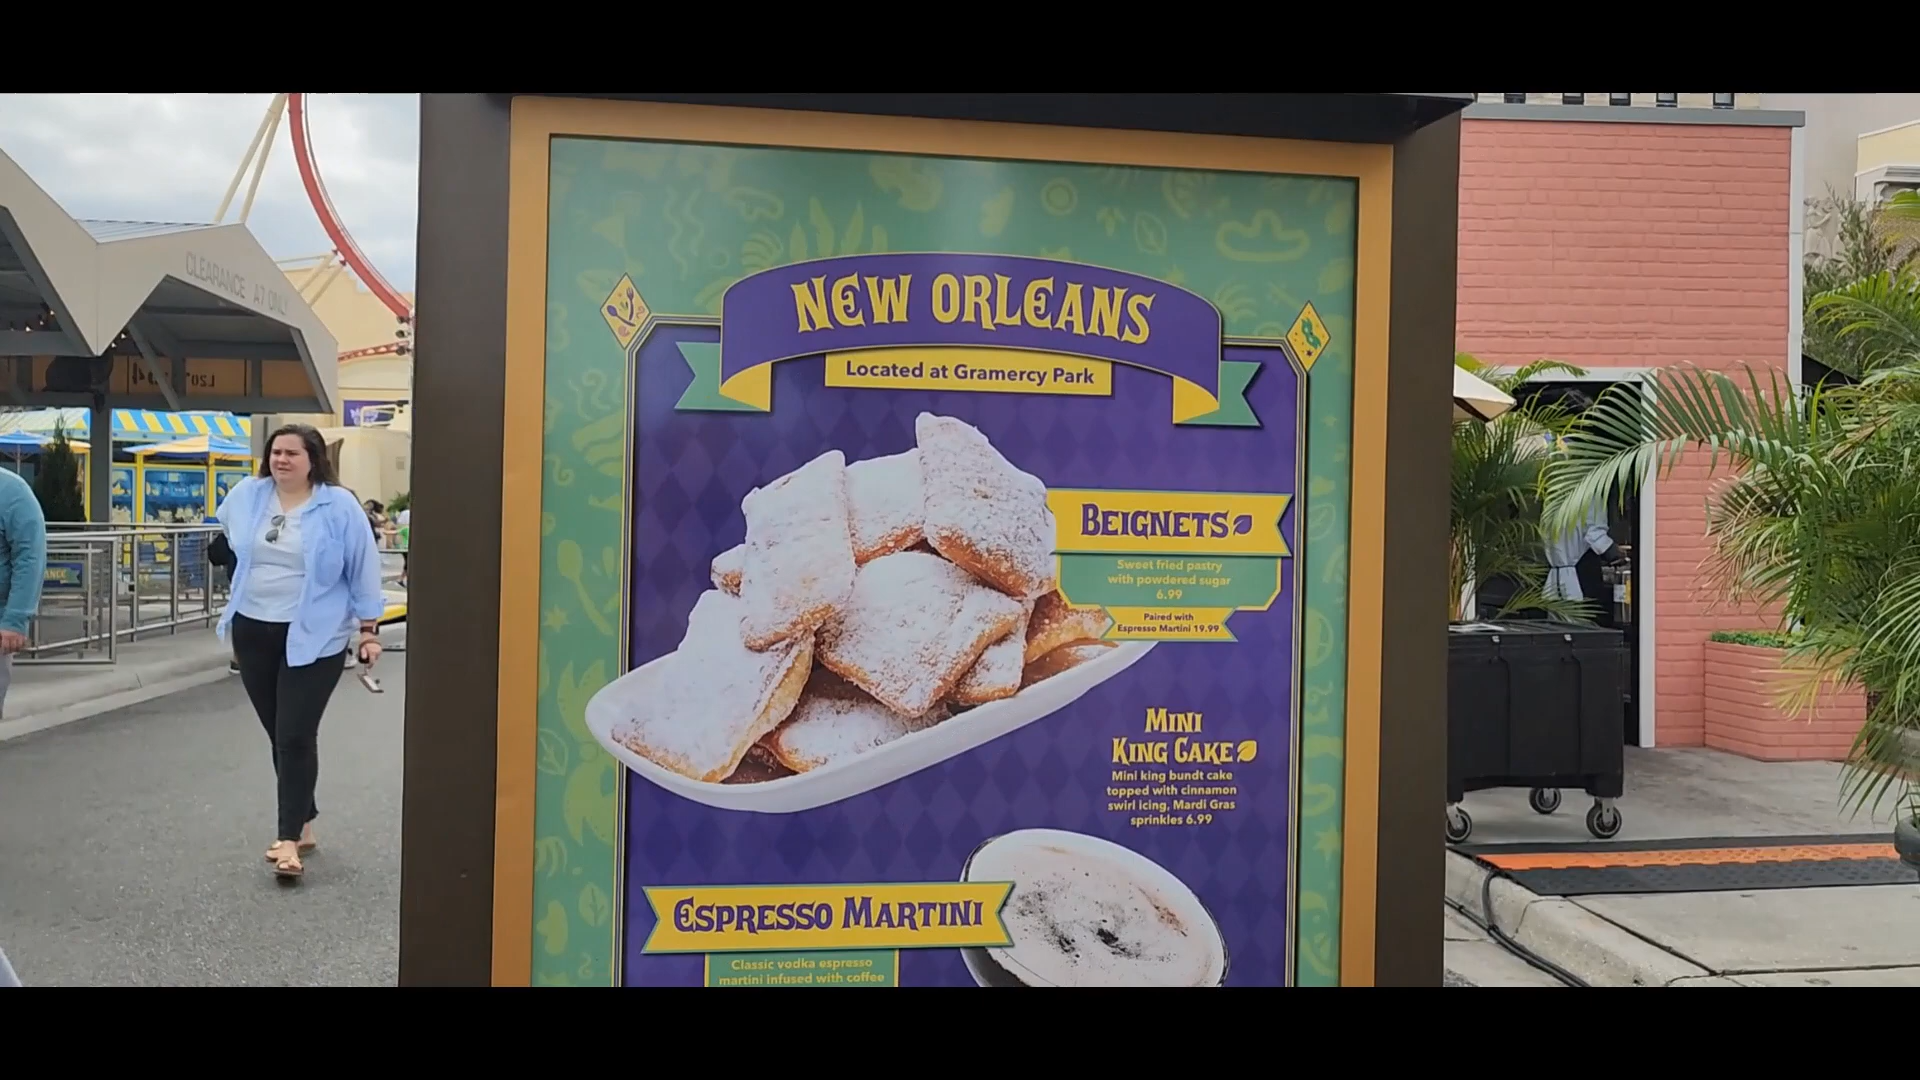 CLEARANCE A7 ONLY
NEW ORLEANS
Located at Gramercy Park
BEIGNETS
Sweet fried pastry
with powdered sugar
6.99
Paired with
Espresso Martini 19.99
MINI
KING CAKE
Mini king bundt cake
topped with cinnamon
swirl icing, Mardi Gras
sprinkles 6.99
ESPRESSO MARTINI
Classic vodka espresso
martini infused with coffee